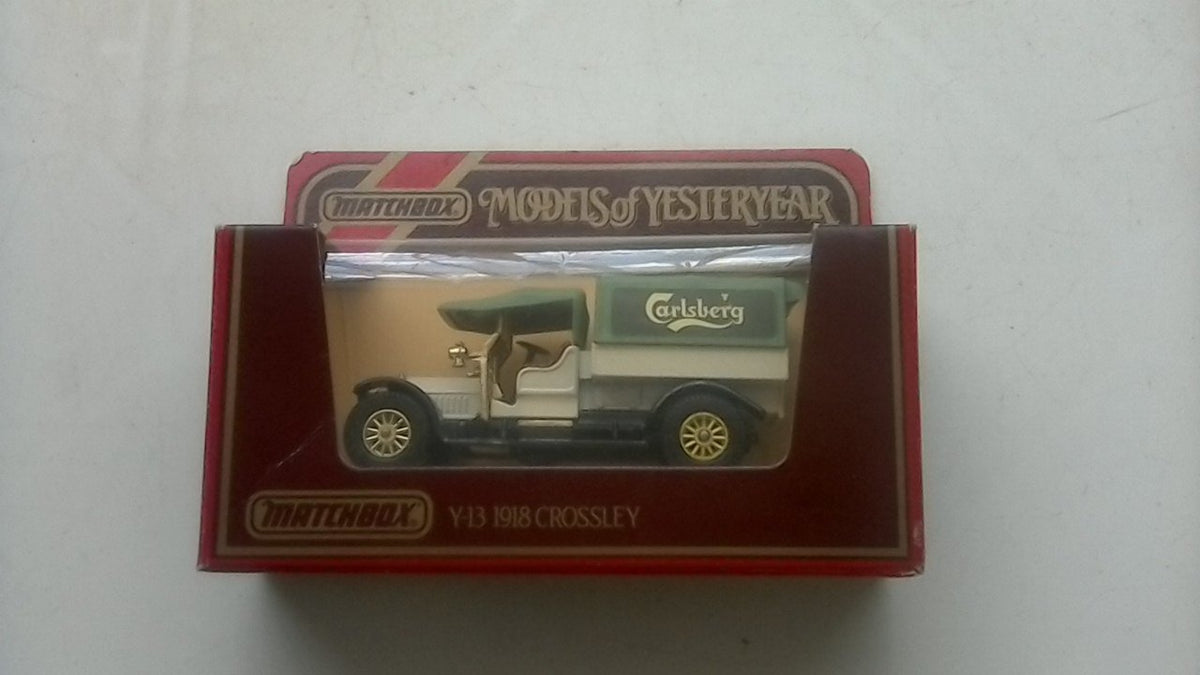 MATCHBOX MODELS of YESTERYEAR
Carlsberg
MATCHBOX Y-13 1918 CROSSLEY